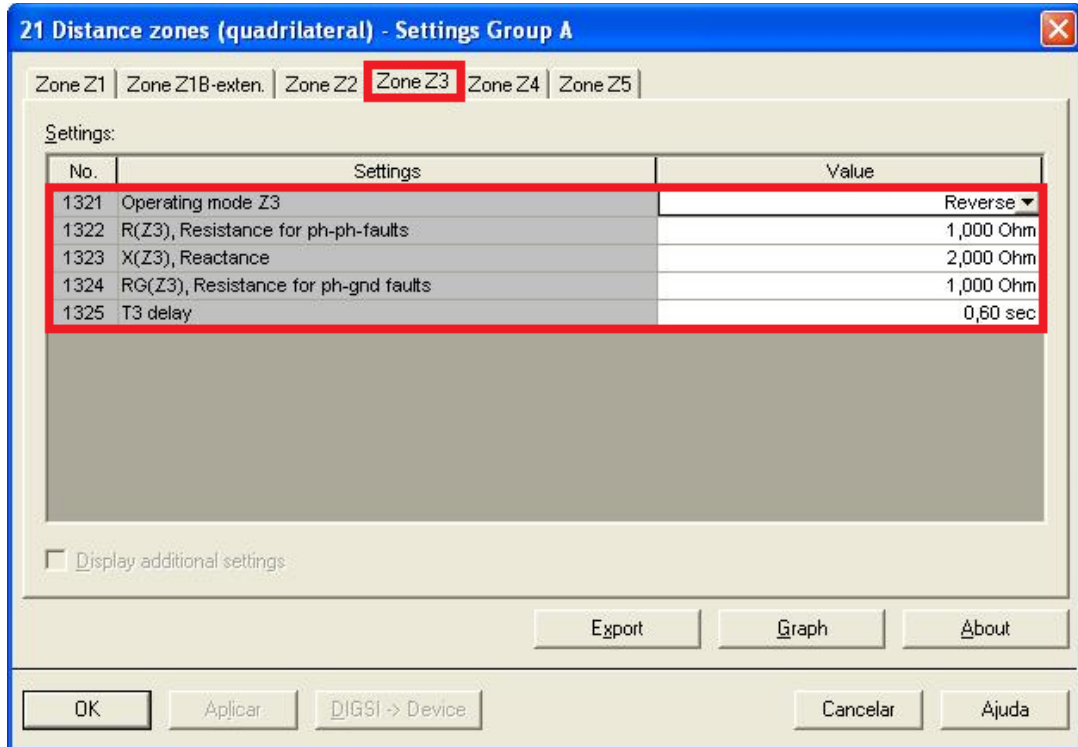 21 Distance zones (quadrilateral) - Settings Group A
Zone Z1 Zone Z1B-exten. Zone Z2 Zone Z3 Zone Z4 Zone Z5
Settings:
No. Settings Value
1321 Operating mode Z3 Reverse
1322 R(Z3), Resistance for ph-ph-faults 1,000 Ohm
1323 X(Z3), Reactance 2,000 Ohm
1324 RG(Z3), Resistance for ph-gnd faults 1,000 Ohm
1325 T3 delay 0,60 sec
Display additional settings
Export Graph About
OK Aplicar DIGSI -> Device Cancelar Ajuda